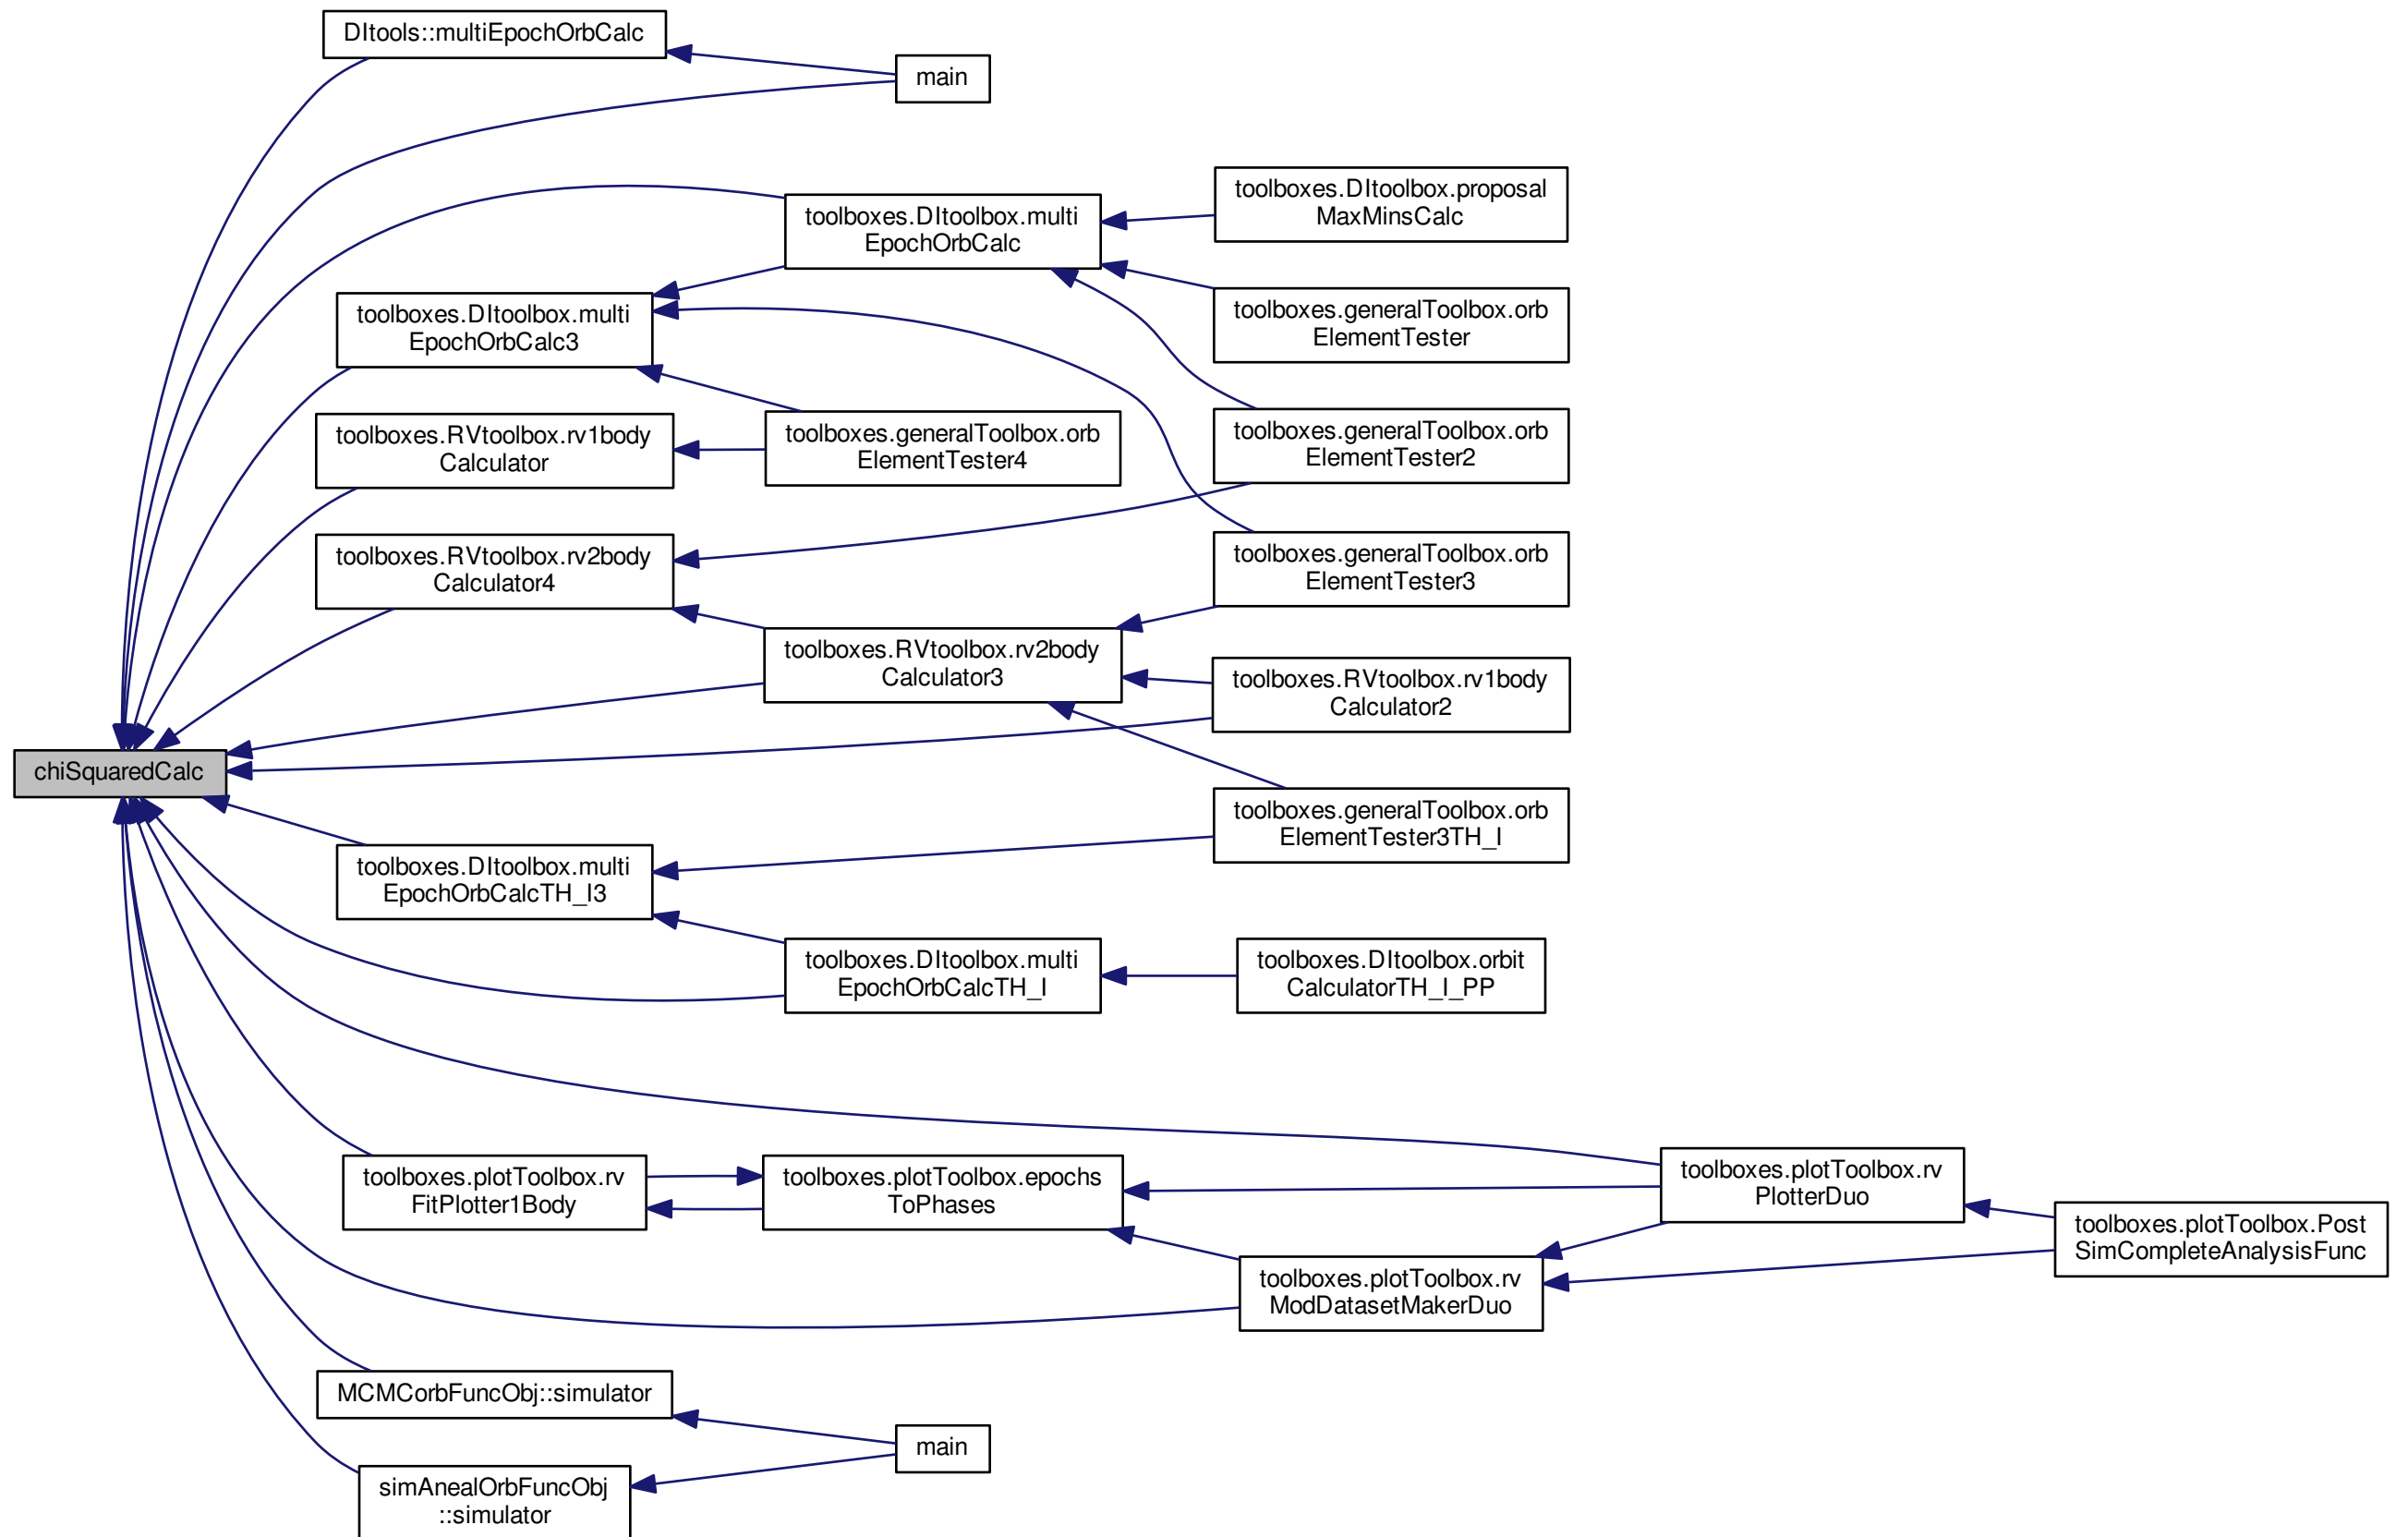 DItools::multiEpochOrbCalc
main
toolboxes.DItoolbox.multi
EpochOrbCalc
toolboxes.DItoolbox.proposal
MaxMinsCalc
toolboxes.generalToolbox.orb
ElementTester
toolboxes.DItoolbox.multi
EpochOrbCalc3
toolboxes.generalToolbox.orb
ElementTester2
toolboxes.RVtoolbox.rv1body
Calculator
toolboxes.generalToolbox.orb
ElementTester4
toolboxes.RVtoolbox.rv2body
Calculator4
toolboxes.generalToolbox.orb
ElementTester3
toolboxes.RVtoolbox.rv2body
Calculator3
toolboxes.RVtoolbox.rv1body
Calculator2
chiSquaredCalc
toolboxes.generalToolbox.orb
ElementTester3TH_I
toolboxes.DItoolbox.multi
EpochOrbCalcTH_I3
toolboxes.DItoolbox.multi
EpochOrbCalcTH_I
toolboxes.DItoolbox.orbit
CalculatorTH_I_PP
toolboxes.plotToolbox.rv
FitPlotter1Body
toolboxes.plotToolbox.epochs
ToPhases
toolboxes.plotToolbox.rv
PlotterDuo
toolboxes.plotToolbox.Post
SimCompleteAnalysisFunc
toolboxes.plotToolbox.rv
ModDatasetMakerDuo
MCMCorbFuncObj::simulator
main
simAnealOrbFuncObj
::simulator